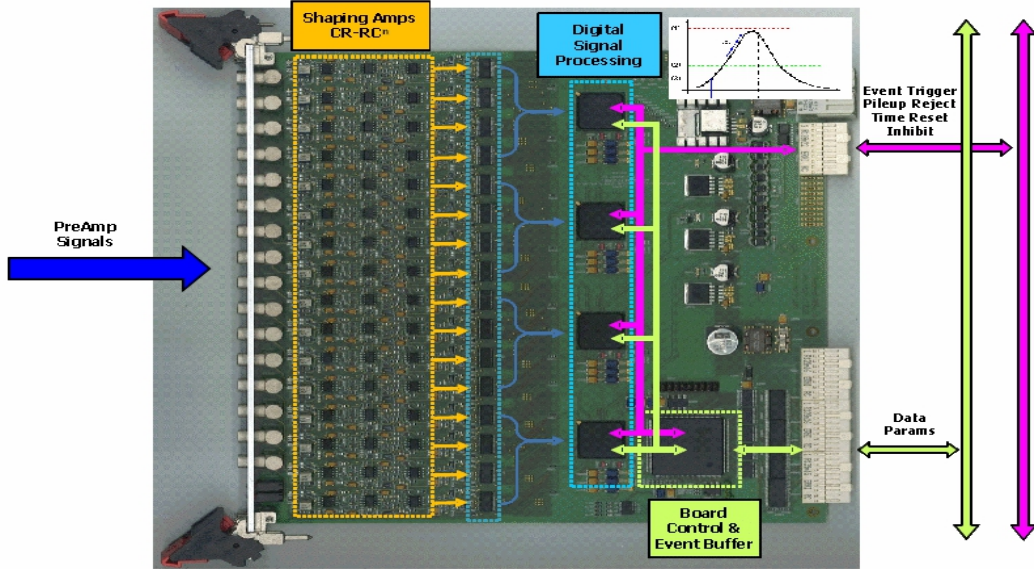 Shaping Amps
CR-RCⁿ
Digital
Signal
Processing
Event Trigger
Pileup Reject
Time Reset
Inhibit
PreAmp
Signals
Data
Params
Board
Control &
Event Buffer